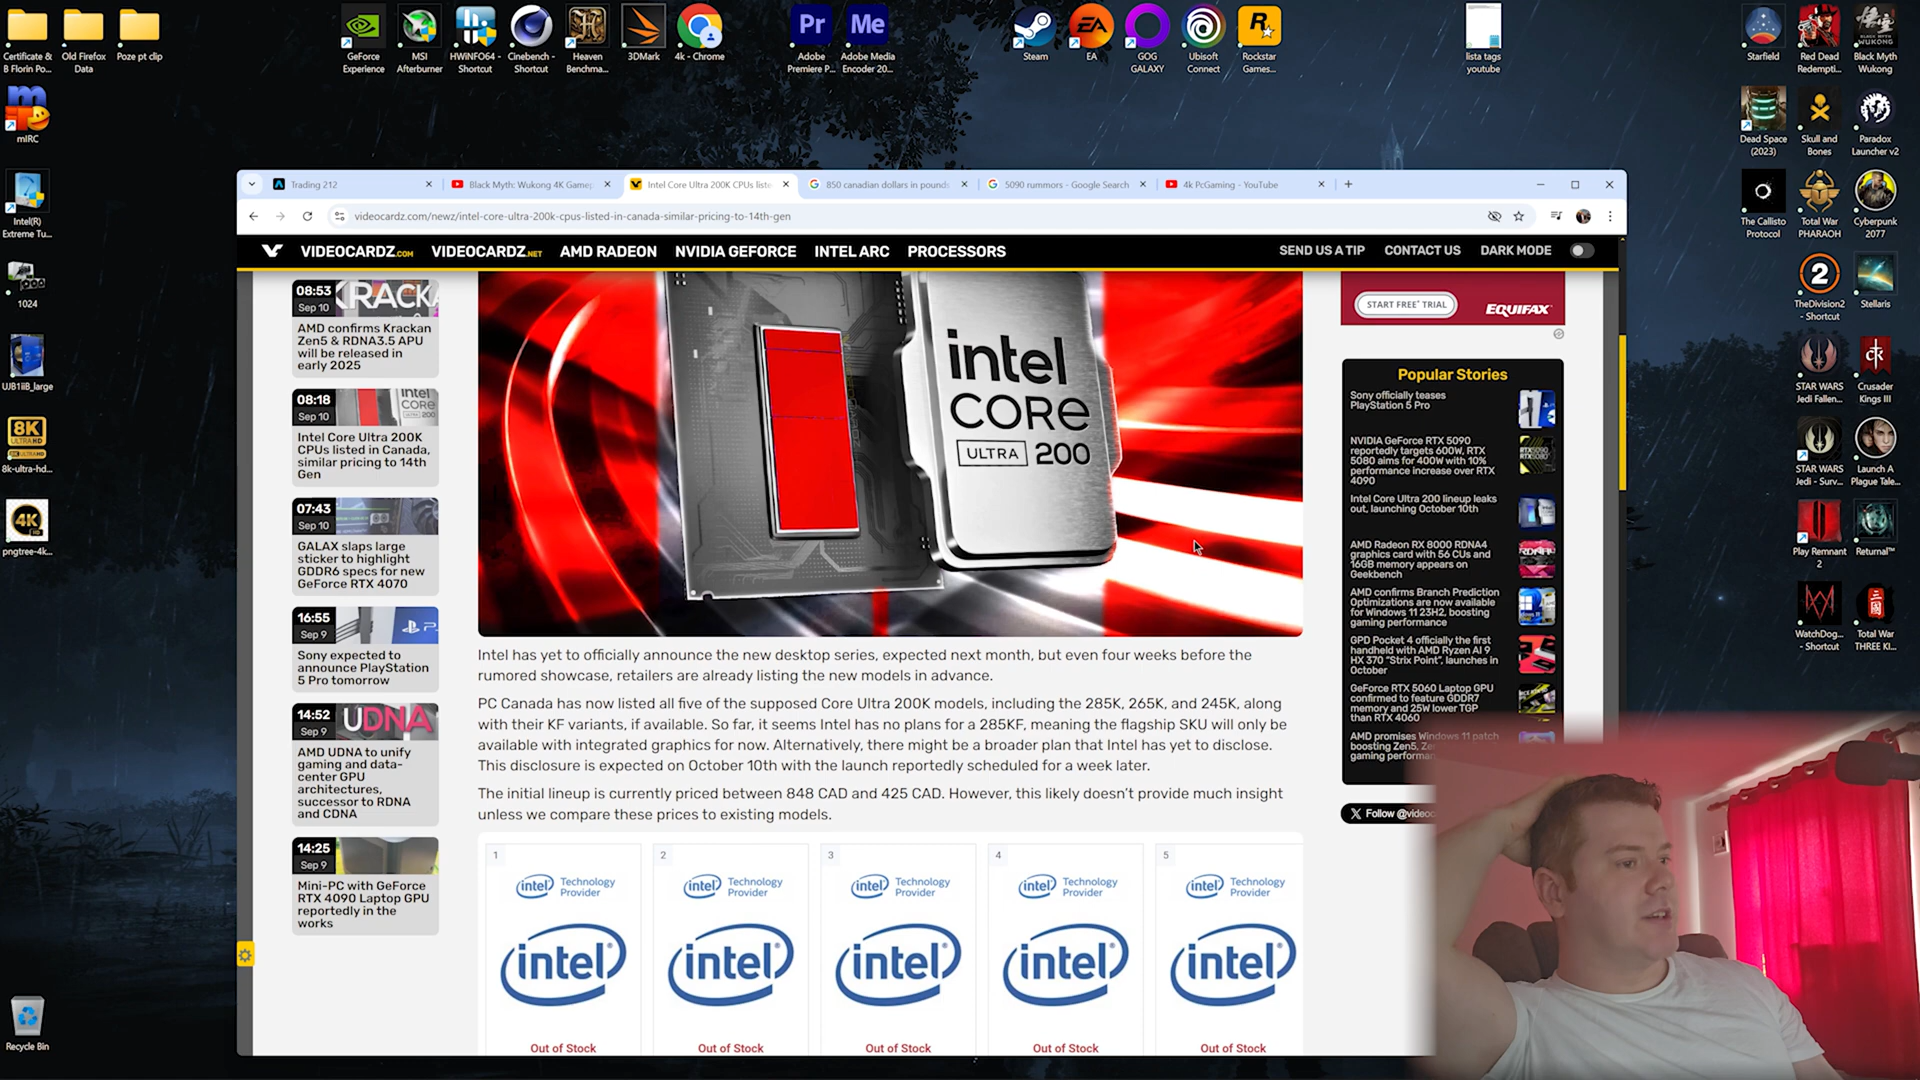 Certificate & B Florin Po...
Old Firefox Data
Poze pt clip
GeForce Experience
MSI Afterburner
HWiNFO64 - Shortcut
Cinebench - Shortcut
Heaven Benchma...
3DMark
4k - Chrome
Pr
Adobe Premiere P...
Me
Adobe Media Encoder 20...
Steam
EA
EA
GOG GALAXY
Ubisoft Connect
R
Rockstar Games...
lista tags youtube
Starfield
Red Dead Redempti...
Black Myth Wukong
mIRC
Intel(R) Extreme Tu...
1024
UJB1iiB_large
8K
ULTRA HD
8k-ultra-hd...
4K
pngtree-4k...
Recycle Bin
Dead Space (2023)
Skull and Bones
Paradox Launcher v2
The Callisto Protocol
Total War PHARAOH
Cyberpunk 2077
2
TheDivision2 - Shortcut
Stellaris
STAR WARS Jedi Fallen...
Crusader Kings III
STAR WARS Jedi - Surv...
Launch A Plague Tale...
Play Remnant 2
Returnal™
WatchDog... - Shortcut
Total War THREE KI...
Trading 212
Black Myth: Wukong 4K Gamep
Intel Core Ultra 200K CPUs liste
850 canadian dollars in pounds
5090 rummors - Google Search
4k PcGaming - YouTube
videocardz.com/newz/intel-core-ultra-200k-cpus-listed-in-canada-similar-pricing-to-14th-gen
VIDEOCARDZ.COM
VIDEOCARDZ.NET
AMD RADEON
NVIDIA GEFORCE
INTEL ARC
PROCESSORS
SEND US A TIP
CONTACT US
DARK MODE
08:53
Sep 10
KRACKA
AMD confirms Krackan
Zen5 & RDNA3.5 APU
will be released in
early 2025
08:18
Sep 10
intel
CORE
Intel Core Ultra 200K
CPUs listed in Canada,
similar pricing to 14th
Gen
07:43
Sep 10
GALAX slaps large
sticker to highlight
GDDR6 specs for new
GeForce RTX 4070
16:55
Sep 9
Sony expected to
announce PlayStation
5 Pro tomorrow
14:52
Sep 9
UDNA
AMD UDNA to unify
gaming and data-
center GPU
architectures,
successor to RDNA
and CDNA
14:25
Sep 9
Mini-PC with GeForce
RTX 4090 Laptop GPU
reportedly in the
works
intel
CORE
ULTRA 200
Intel has yet to officially announce the new desktop series, expected next month, but even four weeks before the
rumored showcase, retailers are already listing the new models in advance.
PC Canada has now listed all five of the supposed Core Ultra 200K models, including the 285K, 265K, and 245K, along
with their KF variants, if available. So far, it seems Intel has no plans for a 285KF, meaning the flagship SKU will only be
available with integrated graphics for now. Alternatively, there might be a broader plan that Intel has yet to disclose.
This disclosure is expected on October 10th with the launch reportedly scheduled for a week later.
The initial lineup is currently priced between 848 CAD and 425 CAD. However, this likely doesn't provide much insight
unless we compare these prices to existing models.
1 2 3 4 5
intel Technology Provider
intel Technology Provider
intel Technology Provider
intel Technology Provider
intel Technology Provider
intel intel intel intel intel
Out of Stock
Out of Stock
Out of Stock
Out of Stock
Out of Stock
START FREE* TRIAL
EQUIFAX
Popular Stories
Sony officially teases
PlayStation 5 Pro
NVIDIA GeForce RTX 5090
reportedly targets 600W, RTX
5080 aims for 400W with 10%
performance increase over RTX
4090
Intel Core Ultra 200 lineup leaks
out, launching October 10th
AMD Radeon RX 8000 RDNA4
graphics card with 56 CUs and
16GB memory appears on
Geekbench
AMD confirms Branch Prediction
Optimizations are now available
for Windows 11 23H2, boosting
gaming performance
GPD Pocket 4 officially the first
handheld with AMD Ryzen AI 9
HX 370 "Strix Point", launches in
October
GeForce RTX 5060 Laptop GPU
confirmed to feature GDDR7
memory and 25W lower TGP
than RTX 4060
AMD promises Windows 11 patch
boosting Zen5, Ze
gaming performan
Follow @videoc